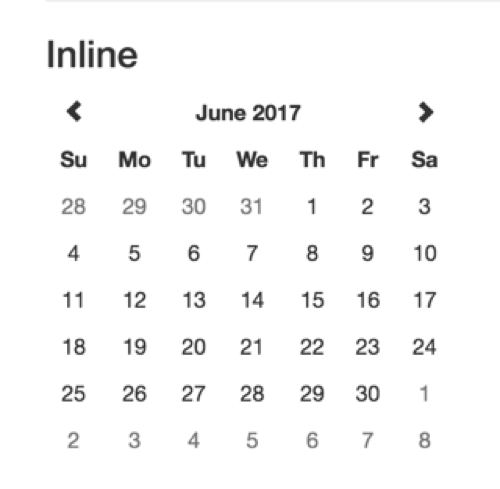 Inline
June 2017
Su Mo Tu We Th Fr Sa
28 29 30 31 1 2 3
4 5 6 7 8 9 10
11 12 13 14 15 16 17
18 19 20 21 22 23 24
25 26 27 28 29 30 1
2 3 4 5 6 7 8